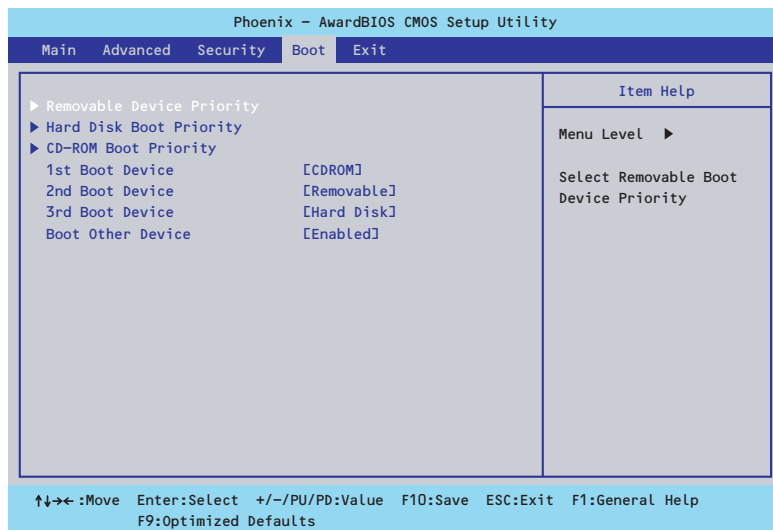 Phoenix – AwardBIOS CMOS Setup Utility
Main Advanced Security Boot Exit
▶ Removable Device Priority
▶ Hard Disk Boot Priority
▶ CD-ROM Boot Priority
1st Boot Device [CDROM]
2nd Boot Device [Removable]
3rd Boot Device [Hard Disk]
Boot Other Device [Enabled]
Item Help
Menu Level ▶
Select Removable Boot
Device Priority
↑↓→← :Move Enter:Select +/-/PU/PD:Value F10:Save ESC:Exit F1:General Help
F9:Optimized Defaults